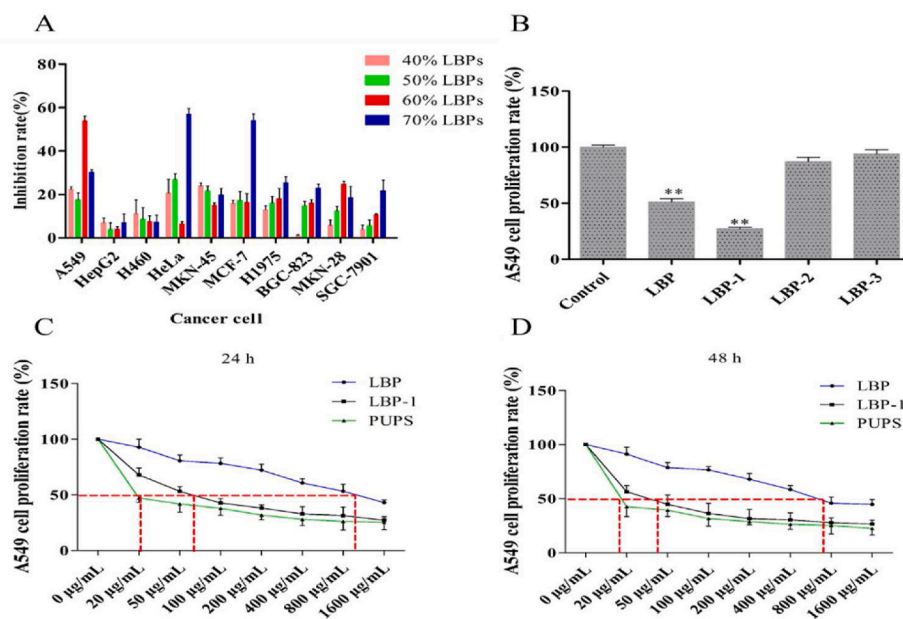 A
Inhibition rate(%)
80
60
40
20
0
40% LBPs
50% LBPs
60% LBPs
70% LBPs
A549
HepG2
H460
HeLa
MKN-45
MCF-7
H1975
BGC-823
MKN-28
SGC-7901
Cancer cell
B
A549 cell proliferation rate (%)
150
100
50
0
**
**
Control
LBP
LBP-1
LBP-2
LBP-3
C
24 h
A549 cell proliferation rate (%)
150
100
50
0
LBP
LBP-1
PUPS
0 µg/mL
20 µg/mL
50 µg/mL
100 µg/mL
200 µg/mL
400 µg/mL
800 µg/mL
1600 µg/mL
D
48 h
A549 cell proliferation rate (%)
150
100
50
0
LBP
LBP-1
PUPS
0 µg/mL
20 µg/mL
50 µg/mL
100 µg/mL
200 µg/mL
400 µg/mL
800 µg/mL
1600 µg/mL